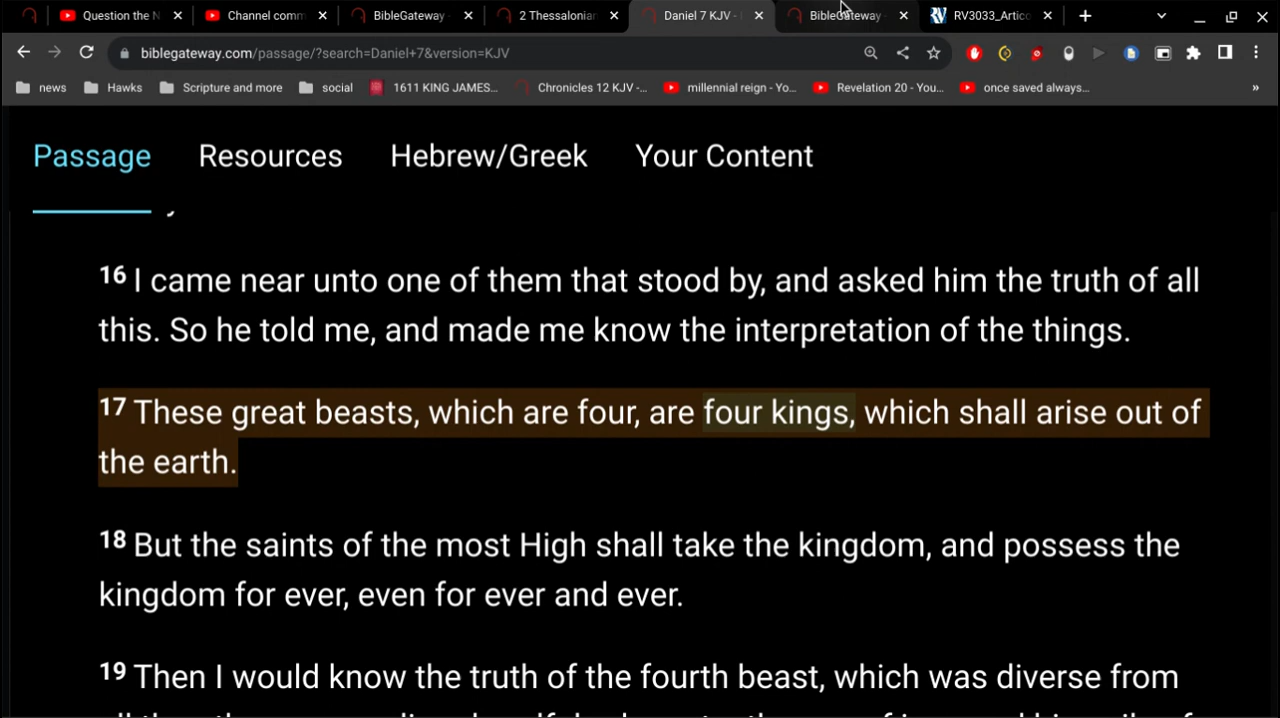 Question the N
Channel comm
BibleGateway
2 Thessalonian
Daniel 7 KJV -
BibleGateway
RV3033_Artico
biblegateway.com/passage/?search=Daniel+7&version=KJV
news
Hawks
Scripture and more
social
1611 KING JAMES...
Chronicles 12 KJV -...
millennial reign - Yo...
Revelation 20 - You...
once saved always...
»
Passage
Resources
Hebrew/Greek
Your Content
16 I came near unto one of them that stood by, and asked him the truth of all
this. So he told me, and made me know the interpretation of the things.
17 These great beasts, which are four, are four kings, which shall arise out of
the earth.
18 But the saints of the most High shall take the kingdom, and possess the
kingdom for ever, even for ever and ever.
19 Then I would know the truth of the fourth beast, which was diverse from